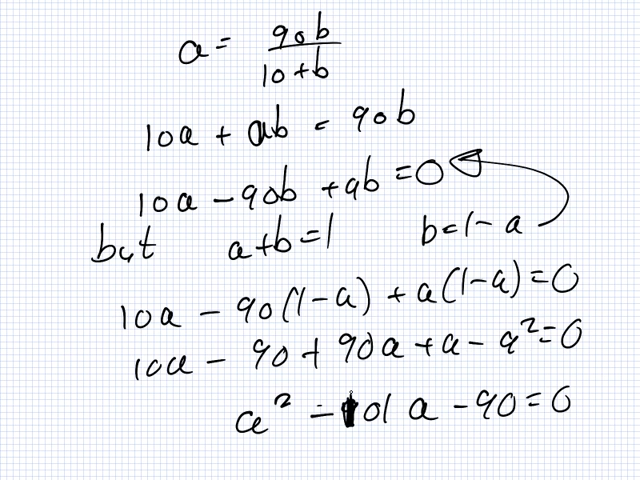 a = 90b / 10+b
10a + ab = 90b
10a - 90b + ab = 0
but a+b=1 b=1-a
10a - 90(1-a) + a(1-a)=0
10a - 90 + 90a + a - a²=0
a² - 101a - 90=0